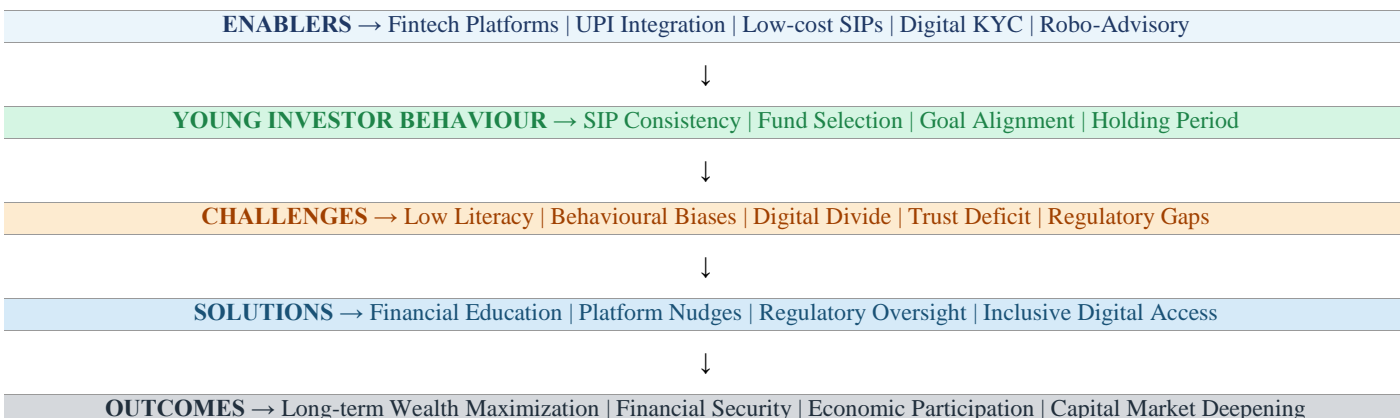 ENABLERS → Fintech Platforms | UPI Integration | Low-cost SIPs | Digital KYC | Robo-Advisory
↓
YOUNG INVESTOR BEHAVIOUR → SIP Consistency | Fund Selection | Goal Alignment | Holding Period
↓
CHALLENGES → Low Literacy | Behavioural Biases | Digital Divide | Trust Deficit | Regulatory Gaps
↓
SOLUTIONS → Financial Education | Platform Nudges | Regulatory Oversight | Inclusive Digital Access
↓
OUTCOMES → Long-term Wealth Maximization | Financial Security | Economic Participation | Capital Market Deepening